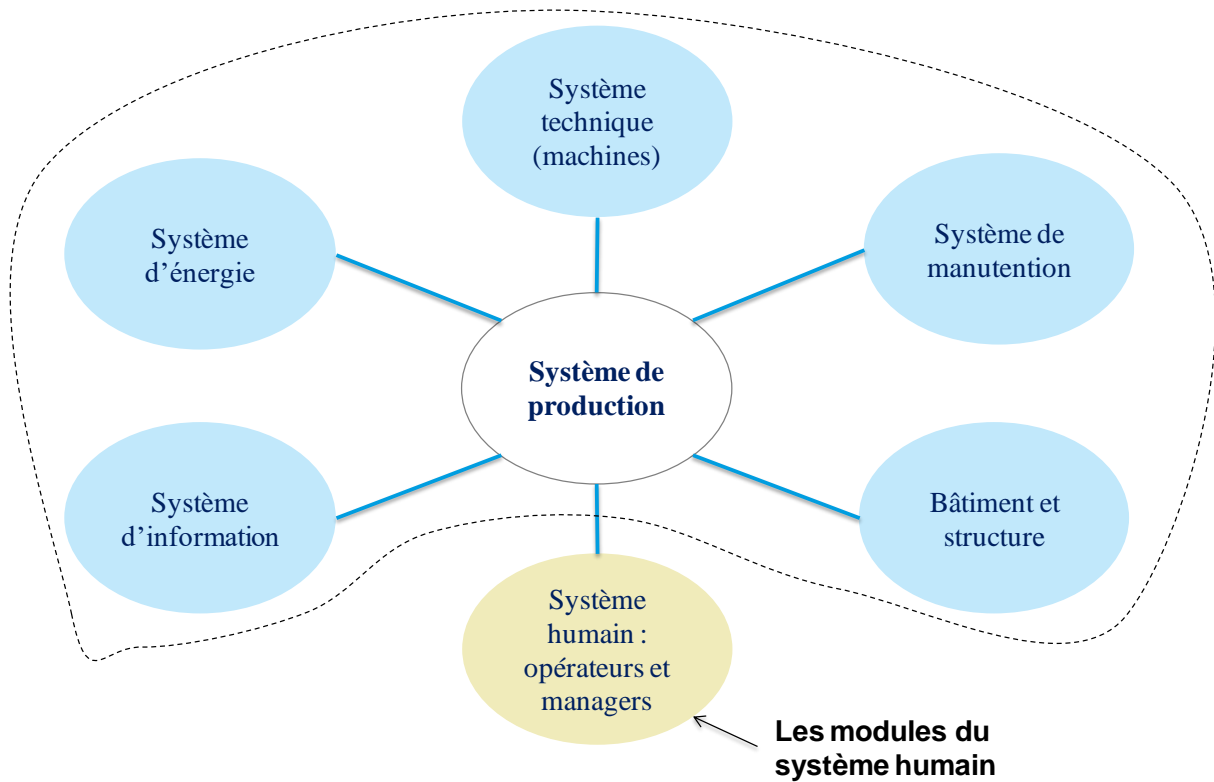 Système
technique
(machines)
Système
d’énergie
Système de
manutention
Système de
production
Système
d’information
Bâtiment et
structure
Système
humain :
opérateurs et
managers
Les modules du
système humain